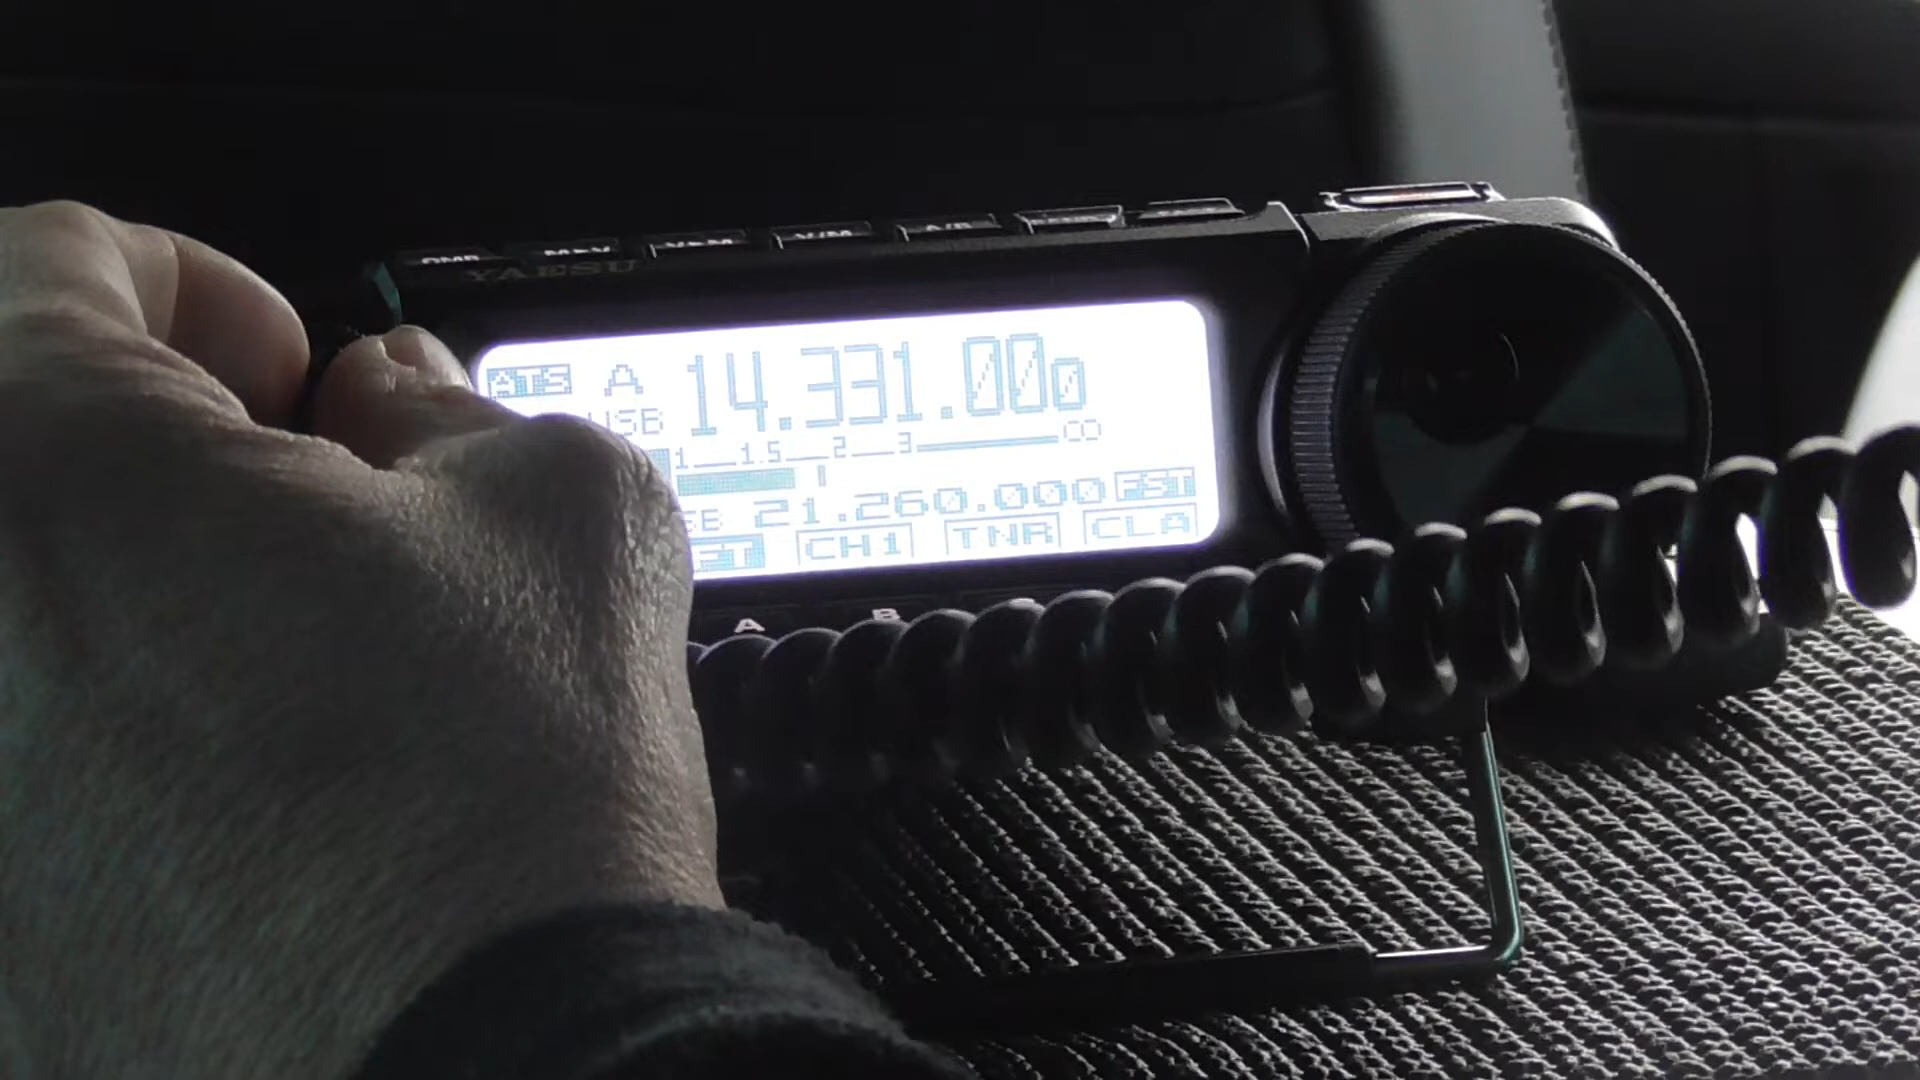 V/M A/B
YAESU
ATS A 14.331.000
USB
1 1.5 2 3 ∞
21.260.000 FST
CH1 TNR CLA
A B